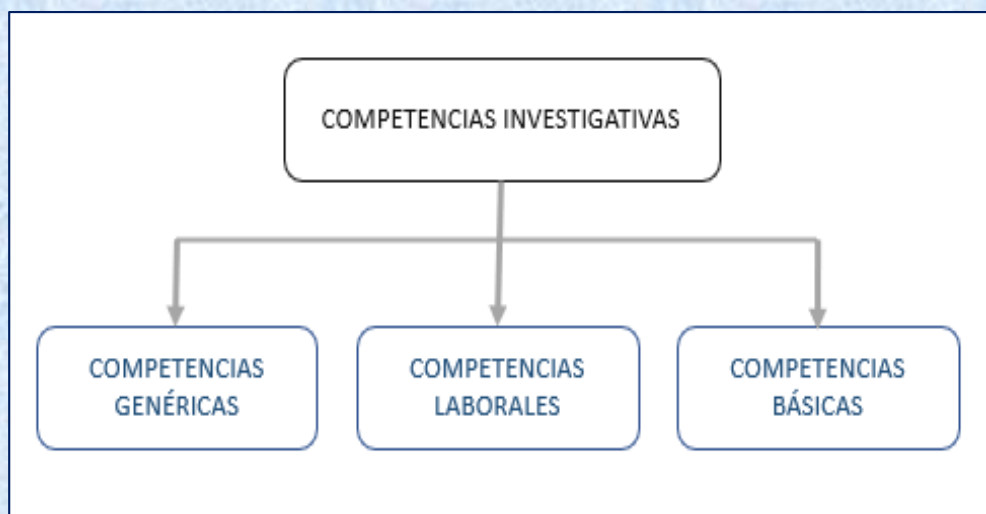 COMPETENCIAS INVESTIGATIVAS
COMPETENCIAS
GENÉRICAS
COMPETENCIAS
LABORALES
COMPETENCIAS
BÁSICAS